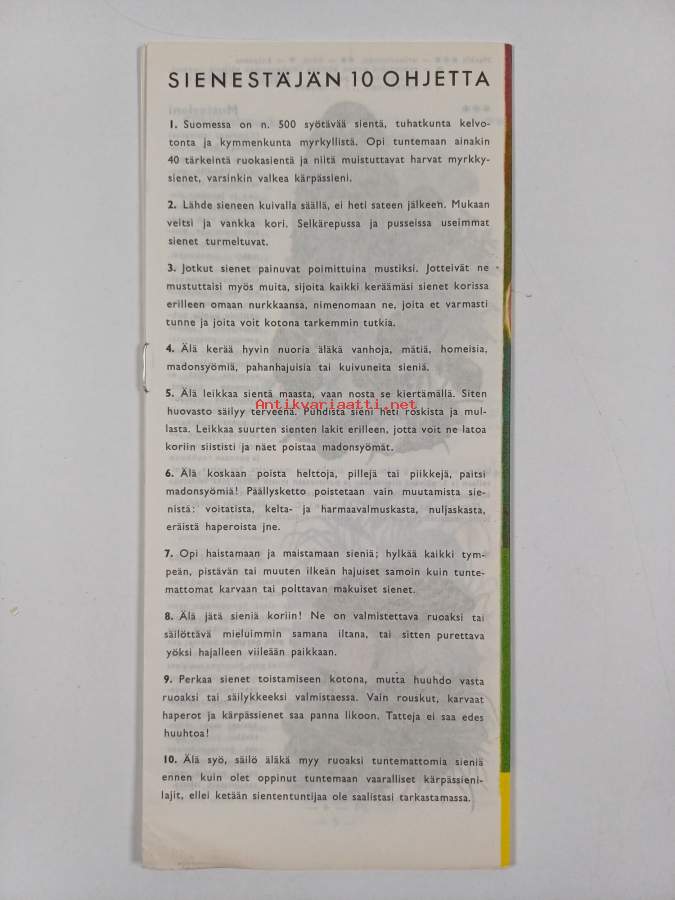 SIENESTÄJÄN 10 OHJETTA
1. Suomessa on n. 500 syötävää sientä, tuhatkunta kelvo-
tonta ja kymmenkunta myrkyllistä. Opi tuntemaan ainakin
40 tärkeintä ruokasientä ja niitä muistuttavat harvat myrkky-
sienet, varsinkin valkea kärpässieni.
2. Lähde sieneen kuivalla säällä, ei heti sateen jälkeen. Mukaan
veitsi ja vankka kori. Selkärepussa ja pusseissa useimmat
sienet turmeltuvat.
3. Jotkut sienet painuvat poimittuina mustiksi. Jotteivät ne
mustuttaisi myös muita, sijoita kaikki keräämäsi sienet korissa
erilleen omaan nurkkaansa, nimenomaan ne, joita et varmasti
tunne ja joita voit kotona tarkemmin tutkia.
4. Älä kerää hyvin nuoria äläkä vanhoja, mätiä, homeisia,
madonsyömiä, pahanhajuisia tai kuivuneita sieniä.
5. Älä leikkaa sientä maasta, vaan nosta se kiertämällä. Siten
huovasto säilyy terveenä. Puhdista sieni heti roskista ja mul-
Antikvariaatti.net
lasta. Leikkaa suurten sienten lakit erilleen, jotta voit ne latoa
koriin siististi ja näet poistaa madonsyömät.
6. Älä koskaan poista helttoja, pillejä tai piikkejä, paitsi
madonsyömiä! Päällysketto poistetaan vain muutamista sie-
nistä: voitatista, kelta- ja harmaavalmuskasta, nuljaskasta,
eräistä haperoista jne.
7. Opi haistamaan ja maistamaan sieniä; hylkää kaikki tym-
peän, pistävän tai muuten ilkeän hajuiset samoin kuin tunte-
mattomat karvaan tai polttavan makuiset sienet.
8. Älä jätä sieniä koriin! Ne on valmistettava ruoaksi tai
säilöttävä mieluimmin samana iltana, tai sitten purettava
yöksi hajalleen viileään paikkaan.
9. Perkaa sienet toistamiseen kotona, mutta huuhdo vasta
ruoaksi tai säilykkeeksi valmistaessa. Vain rouskut, karvaat
haperot ja kärpässienet saa panna likoon. Tatteja ei saa edes
huuhtoa!
10. Älä syö, säilö äläkä myy ruoaksi tuntemattomia sieniä
ennen kuin olet oppinut tuntemaan vaaralliset kärpässieni-
lajit, ellei ketään siententuntijaa ole saalistasi tarkastamassa.